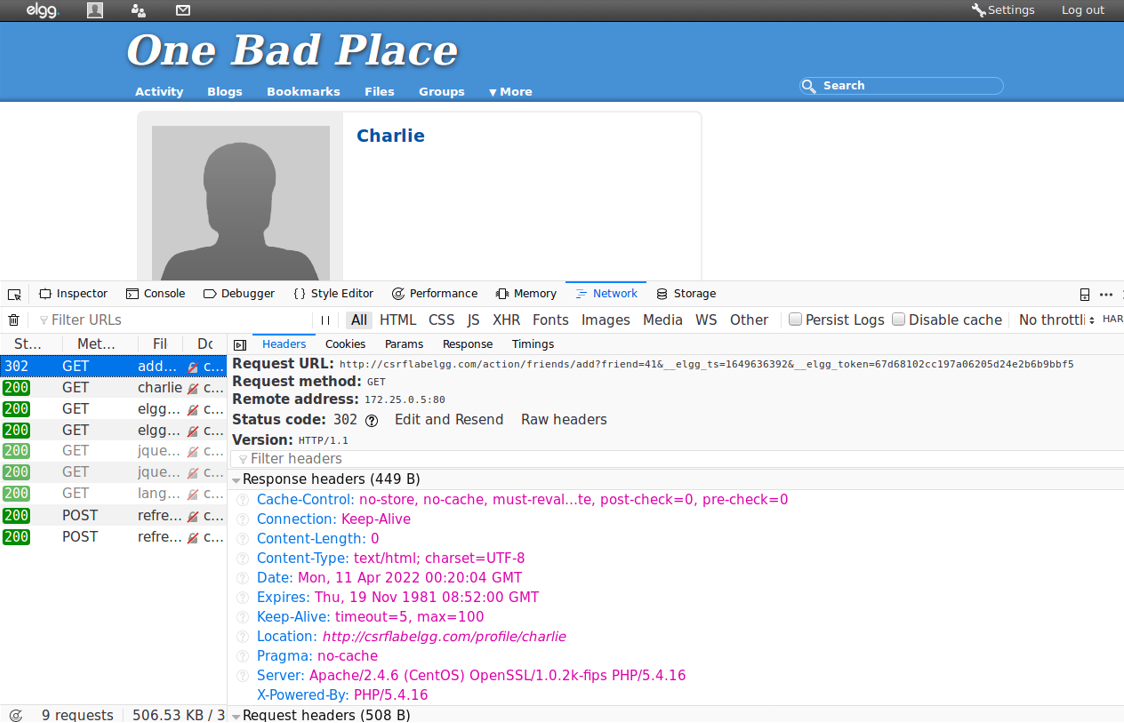 elgg. Settings Log out
One Bad Place
Activity Blogs Bookmarks Files Groups ▾ More Search
Charlie
Inspector Console Debugger { } Style Editor Performance Memory Network Storage
Filter URLs All HTML CSS JS XHR Fonts Images Media WS Other Persist Logs Disable cache No throttli HAR
St... Met... Fil Dc Headers Cookies Params Response Timings
302 GET add... c...
200 GET charlie c...
200 GET elgg... c...
200 GET elgg... c...
200 GET jque... c...
200 GET jque... c...
200 GET lang... c...
200 POST refre... c...
200 POST refre... c...
Request URL: http://csrflabelgg.com/action/friends/add?friend=41&__elgg_ts=1649636392&__elgg_token=67d68102cc197a06205d24e2b6b9bbf5
Request method: GET
Remote address: 172.25.0.5:80
Status code: 302 ? Edit and Resend Raw headers
Version: HTTP/1.1
Filter headers
Response headers (449 B)
Cache-Control: no-store, no-cache, must-reval...te, post-check=0, pre-check=0
Connection: Keep-Alive
Content-Length: 0
Content-Type: text/html; charset=UTF-8
Date: Mon, 11 Apr 2022 00:20:04 GMT
Expires: Thu, 19 Nov 1981 08:52:00 GMT
Keep-Alive: timeout=5, max=100
Location: http://csrflabelgg.com/profile/charlie
Pragma: no-cache
Server: Apache/2.4.6 (CentOS) OpenSSL/1.0.2k-fips PHP/5.4.16
X-Powered-By: PHP/5.4.16
9 requests 506.53 KB / 3 Request headers (508 B)